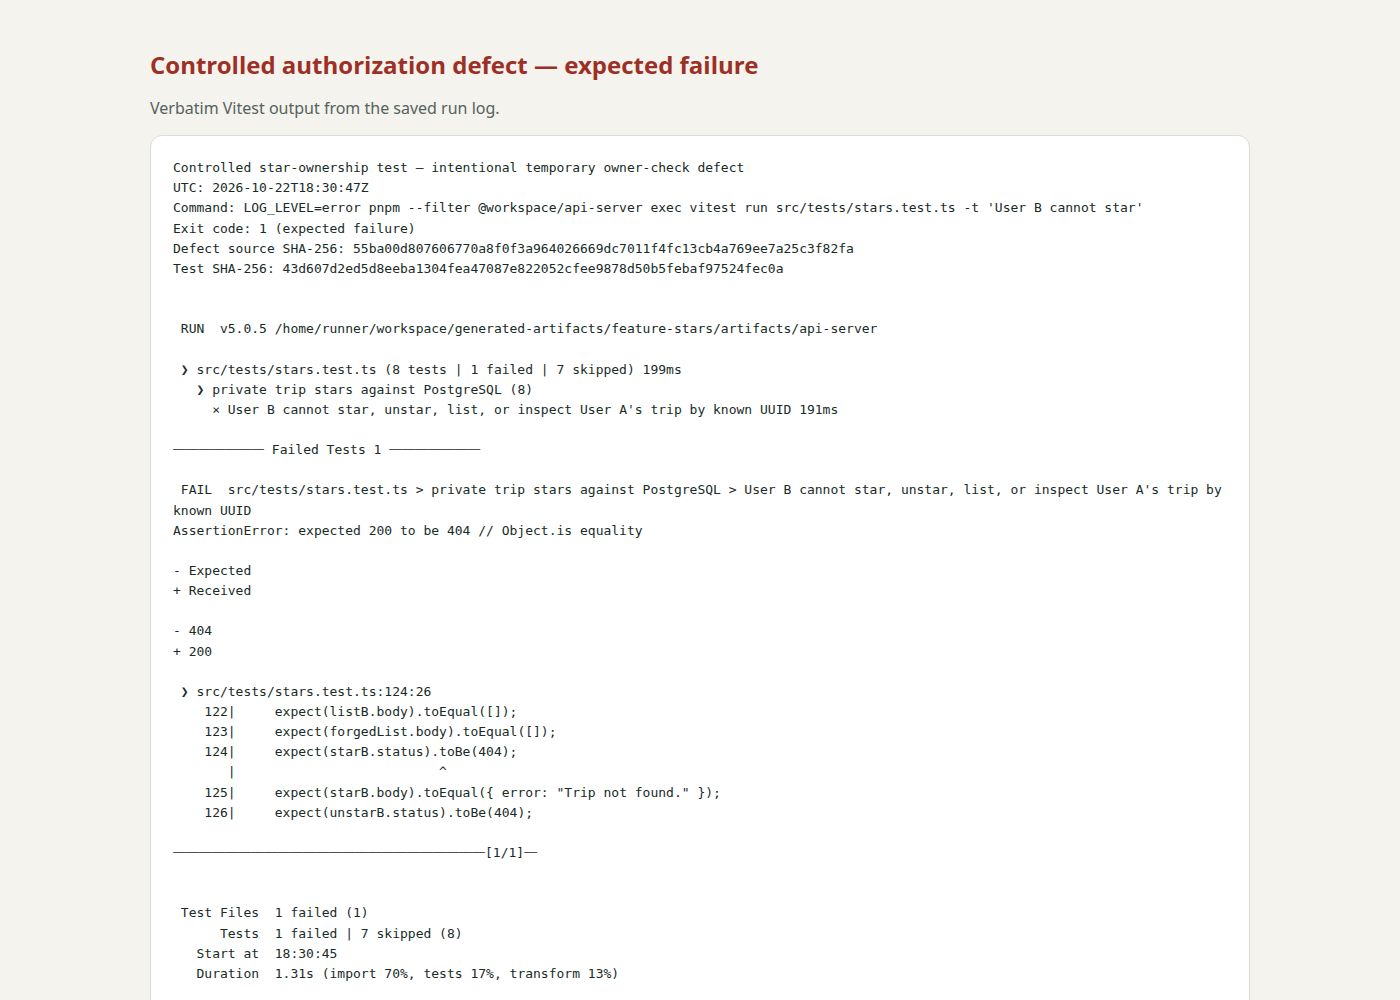 Controlled authorization defect — expected failure
Verbatim Vitest output from the saved run log.
Controlled star-ownership test — intentional temporary owner-check defect
UTC: 2026-10-22T18:30:47Z
Command: LOG_LEVEL=error pnpm --filter @workspace/api-server exec vitest run src/tests/stars.test.ts -t 'User B cannot star'
Exit code: 1 (expected failure)
Defect source SHA-256: 55ba00d807606770a8f0f3a964026669dc7011f4fc13cb4a769ee7a25c3f82fa
Test SHA-256: 43d607d2ed5d8eeba1304fea47087e822052cfee9878d50b5febaf97524fec0a
RUN  v5.0.5 /home/runner/workspace/generated-artifacts/feature-stars/artifacts/api-server
❯ src/tests/stars.test.ts (8 tests | 1 failed | 7 skipped) 199ms
❯ private trip stars against PostgreSQL (8)
× User B cannot star, unstar, list, or inspect User A's trip by known UUID 191ms
──────────── Failed Tests 1 ────────────
FAIL  src/tests/stars.test.ts > private trip stars against PostgreSQL > User B cannot star, unstar, list, or inspect User A's trip by
known UUID
AssertionError: expected 200 to be 404 // Object.is equality
- Expected
+ Received
- 404
+ 200
❯ src/tests/stars.test.ts:124:26
122|     expect(listB.body).toEqual([]);
123|     expect(forgedList.body).toEqual([]);
124|     expect(starB.status).toBe(404);
|                          ^
125|     expect(starB.body).toEqual({ error: "Trip not found." });
126|     expect(unstarB.status).toBe(404);
────────────────────────────────────────[1/1]──
Test Files  1 failed (1)
Tests  1 failed | 7 skipped (8)
Start at  18:30:45
Duration  1.31s (import 70%, tests 17%, transform 13%)